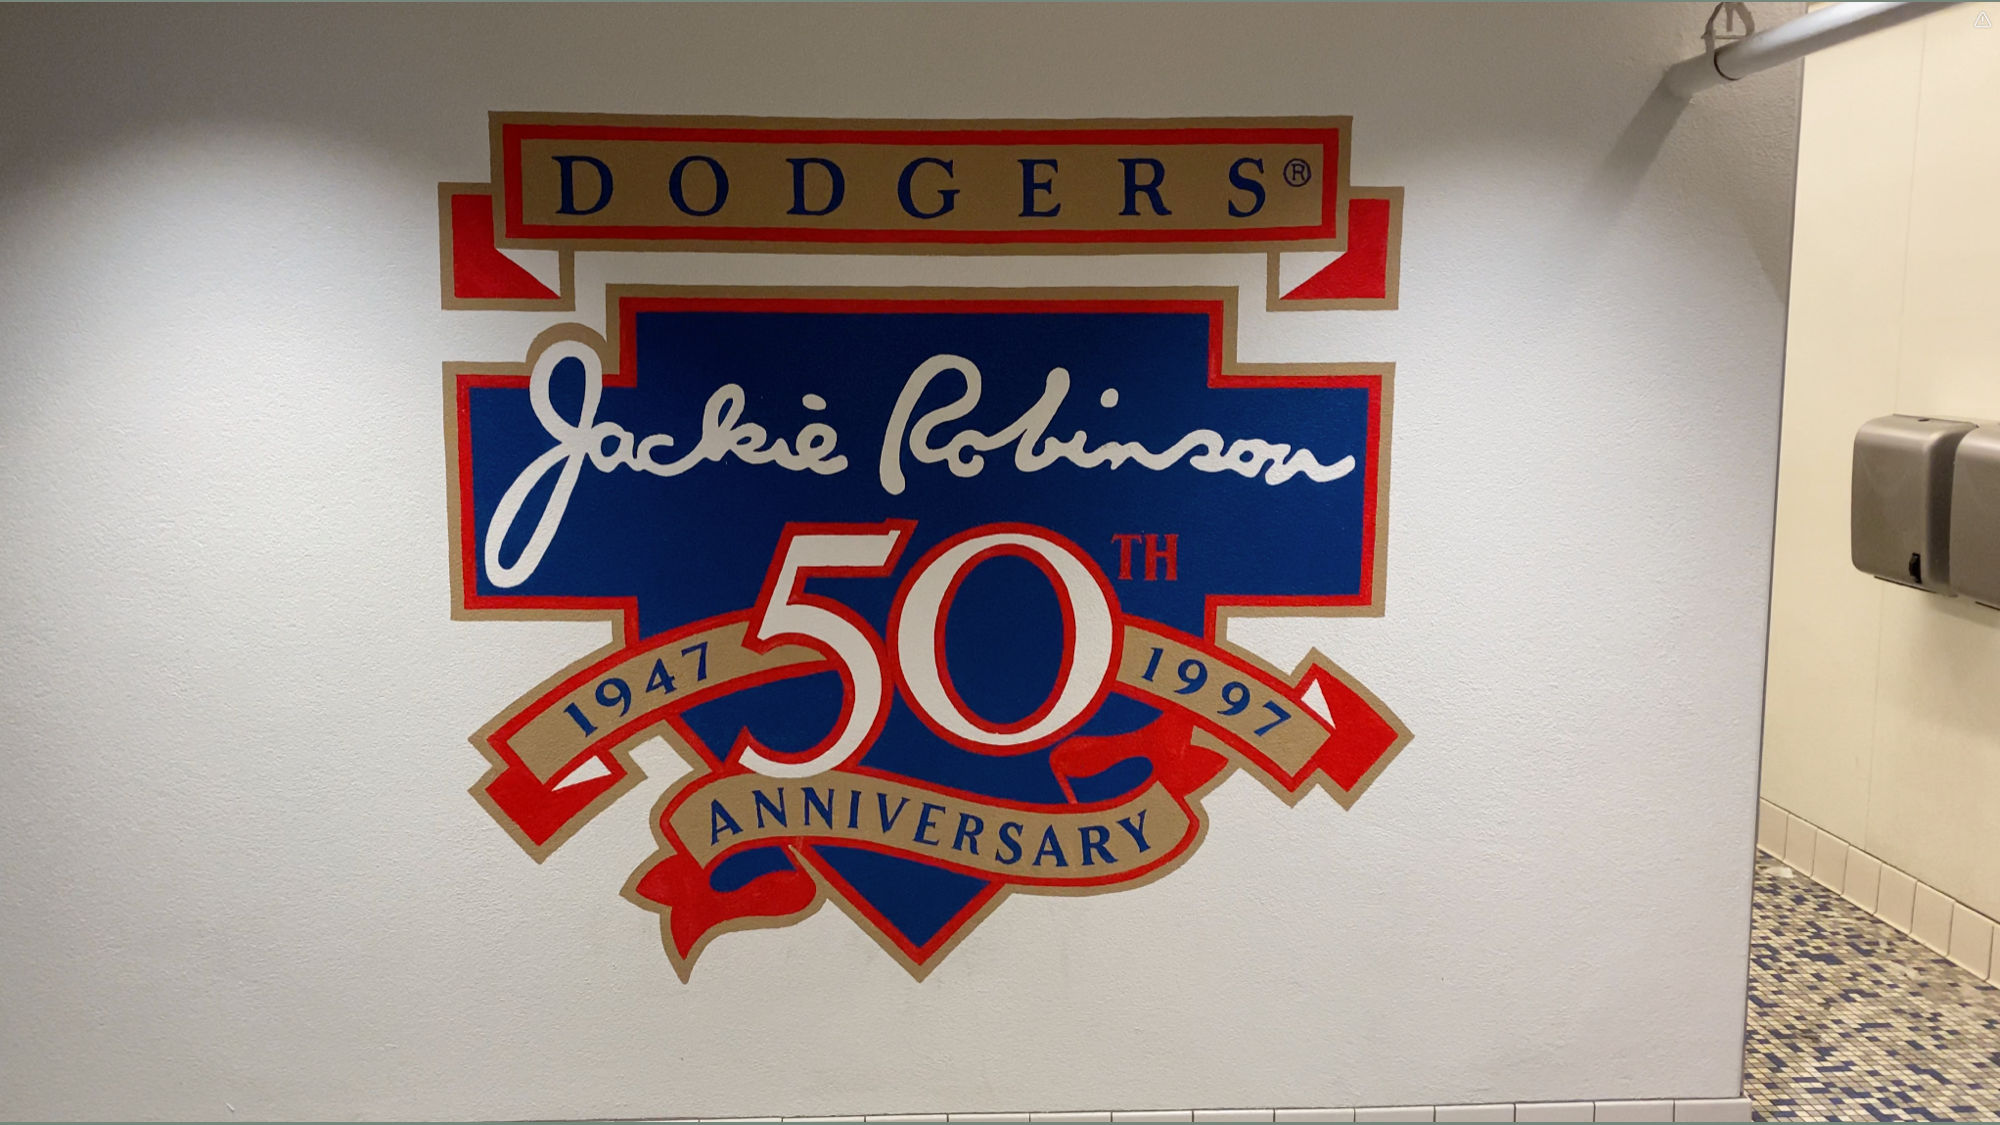 DODGERS®
Jackie Robinson
50TH
1947 1997
ANNIVERSARY